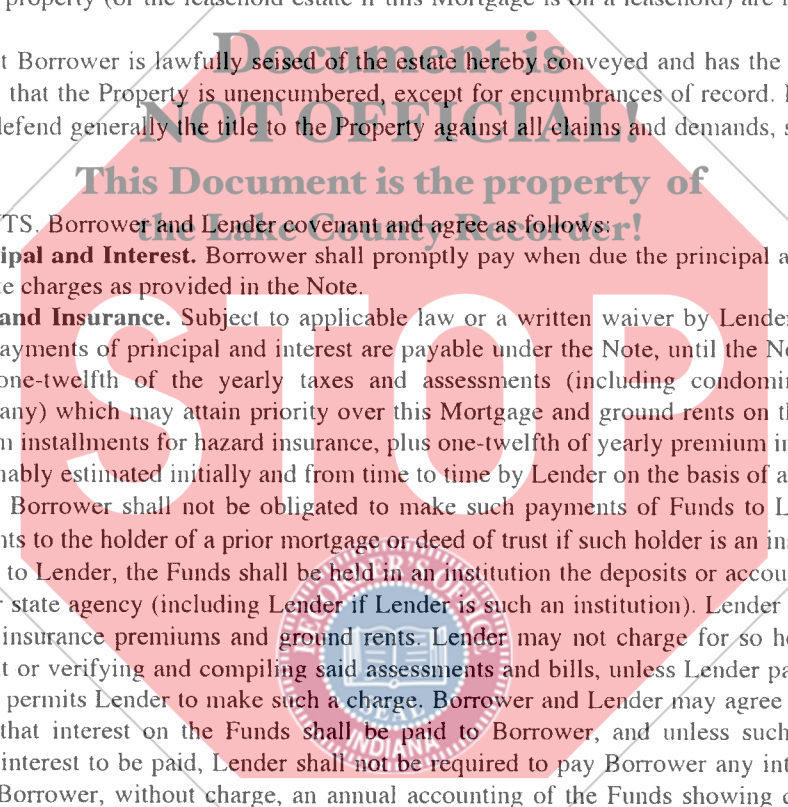 property (or the leasehold estate if this Mortgage is on a leasehold) are
Document is
t Borrower is lawfully seised of the estate hereby conveyed and has the
that the Property is unencumbered, except for encumbrances of record.
NOT OFFICIAL!
defend generally the title to the Property against all claims and demands, s
This Document is the property of
the Lake County Recorder!
TS. Borrower and Lender covenant and agree as follows:
ipal and Interest. Borrower shall promptly pay when due the principal a
te charges as provided in the Note.
and Insurance. Subject to applicable law or a written waiver by Lender
ayments of principal and interest are payable under the Note, until the No
one-twelfth of the yearly taxes and assessments (including condomin
any) which may attain priority over this Mortgage and ground rents on th
m installments for hazard insurance, plus one-twelfth of yearly premium in
nably estimated initially and from time to time by Lender on the basis of a
STOP
Borrower shall not be obligated to make such payments of Funds to L
nts to the holder of a prior mortgage or deed of trust if such holder is an ins
to Lender, the Funds shall be held in an institution the deposits or accou
r state agency (including Lender if Lender is such an institution). Lender
insurance premiums and ground rents. Lender may not charge for so ho
t or verifying and compiling said assessments and bills, unless Lender pa
permits Lender to make such a charge. Borrower and Lender may agree
that interest on the Funds shall be paid to Borrower, and unless such
interest to be paid, Lender shall not be required to pay Borrower any int
Borrower, without charge, an annual accounting of the Funds showing c
RECORDER'S OFFICE
SEAL
INDIANA